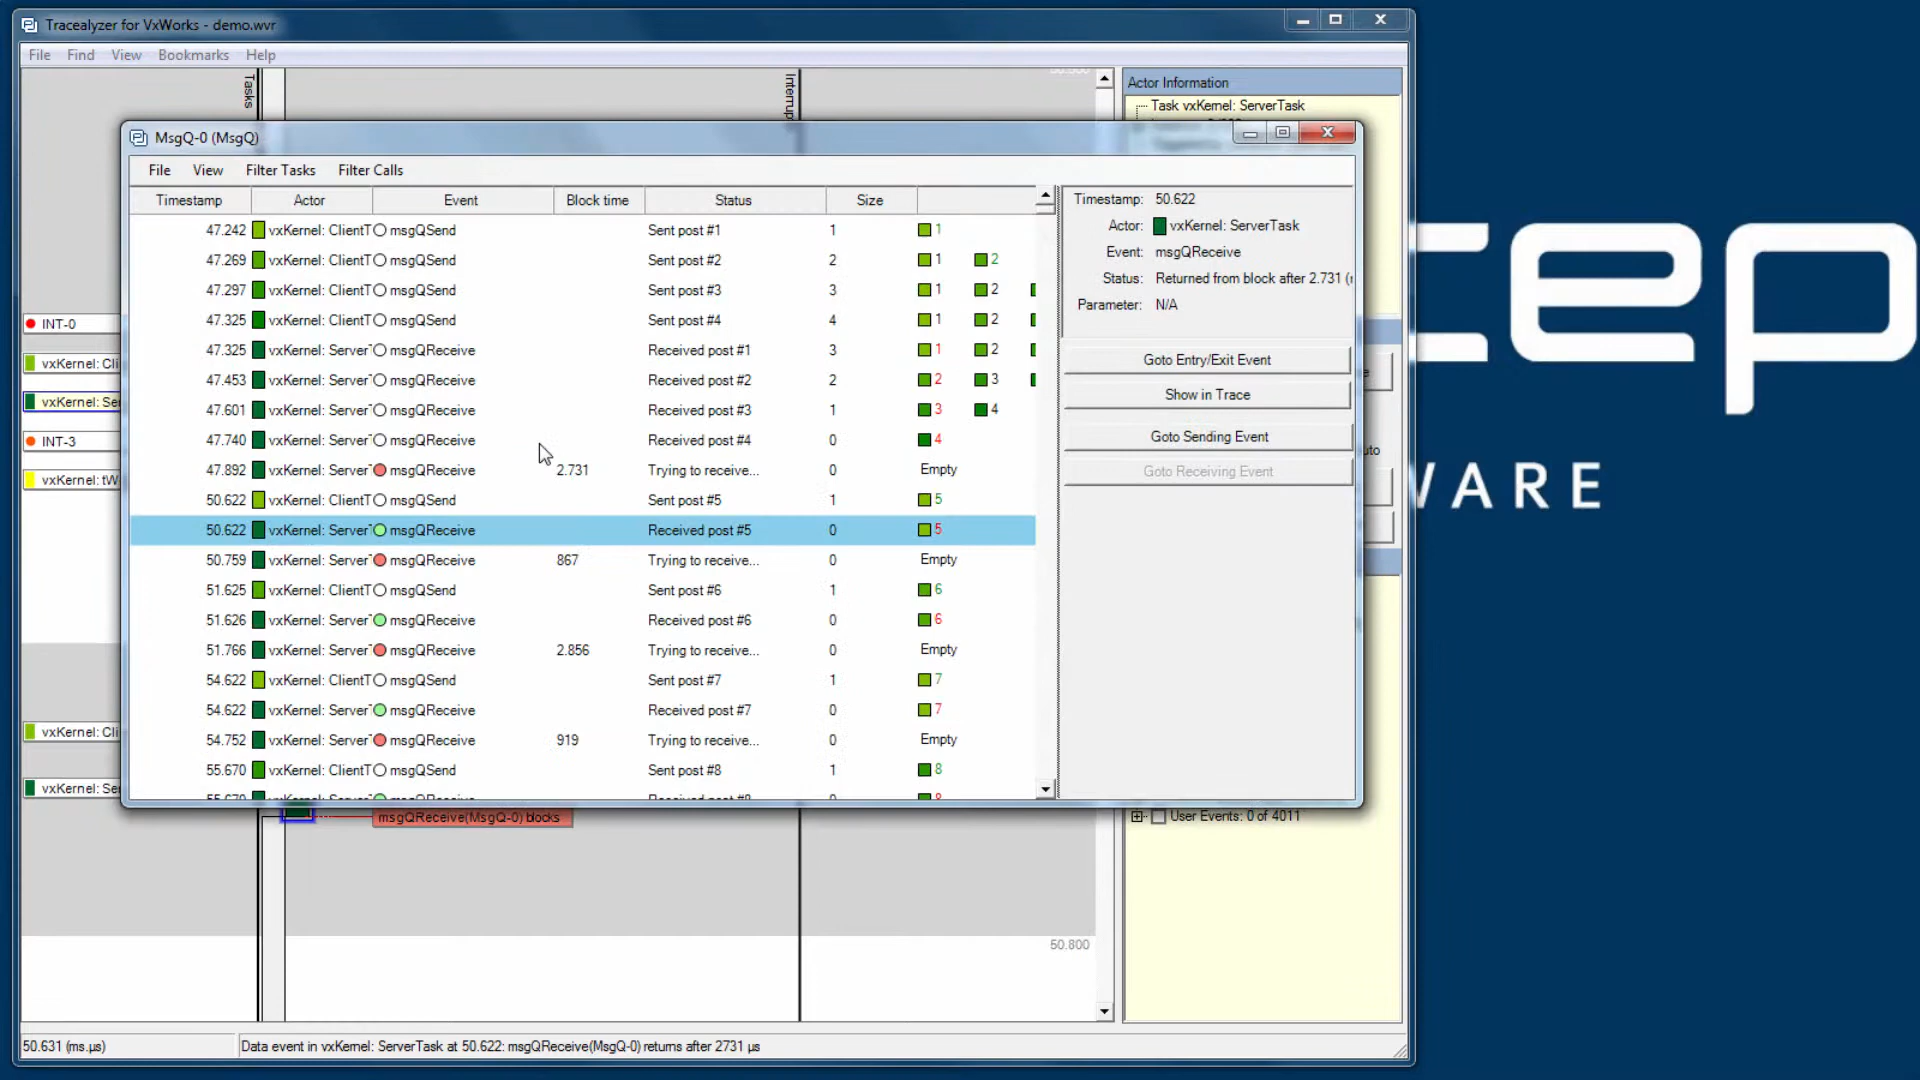 Tracealyzer for VxWorks - demo.wvr
File Find View Bookmarks Help
Tasks
Interrup
Actor Information
Task vxKernel: ServerTask
MsgQ-0 (MsgQ)
File View Filter Tasks Filter Calls
Timestamp Actor Event Block time Status Size
47.242 vxKernel: ClientT msgQSend Sent post #1 1 1
47.269 vxKernel: ClientT msgQSend Sent post #2 2 1 2
47.297 vxKernel: ClientT msgQSend Sent post #3 3 1 2
47.325 vxKernel: ClientT msgQSend Sent post #4 4 1 2
47.325 vxKernel: Server msgQReceive Received post #1 3 1 2
47.453 vxKernel: Server msgQReceive Received post #2 2 2 3
47.601 vxKernel: Server msgQReceive Received post #3 1 3 4
47.740 vxKernel: Server msgQReceive Received post #4 0 4
47.892 vxKernel: Server msgQReceive 2.731 Trying to receive... 0 Empty
50.622 vxKernel: ClientT msgQSend Sent post #5 1 5
50.622 vxKernel: Server msgQReceive Received post #5 0 5
50.759 vxKernel: Server msgQReceive 867 Trying to receive... 0 Empty
51.625 vxKernel: ClientT msgQSend Sent post #6 1 6
51.626 vxKernel: Server msgQReceive Received post #6 0 6
51.766 vxKernel: Server msgQReceive 2.856 Trying to receive... 0 Empty
54.622 vxKernel: ClientT msgQSend Sent post #7 1 7
54.622 vxKernel: Server msgQReceive Received post #7 0 7
54.752 vxKernel: Server msgQReceive 919 Trying to receive... 0 Empty
55.670 vxKernel: ClientT msgQSend Sent post #8 1 8
55.670 vxKernel: Server msgQReceive Received post #8 0 8
Timestamp: 50.622
Actor: vxKernel: ServerTask
Event: msgQReceive
Status: Returned from block after 2.731 (
Parameter: N/A
Goto Entry/Exit Event
Show in Trace
Goto Sending Event
Goto Receiving Event
INT-0
vxKernel: Cli
vxKernel: Se
INT-3
vxKernel: tW
vxKernel: Cli
vxKernel: Se
msgQReceive(MsgQ-0) blocks
User Events: 0 of 4011
50.800
50.631 (ms.µs)
Data event in vxKernel: ServerTask at 50.622: msgQReceive(MsgQ-0) returns after 2731 µs
cep
WARE